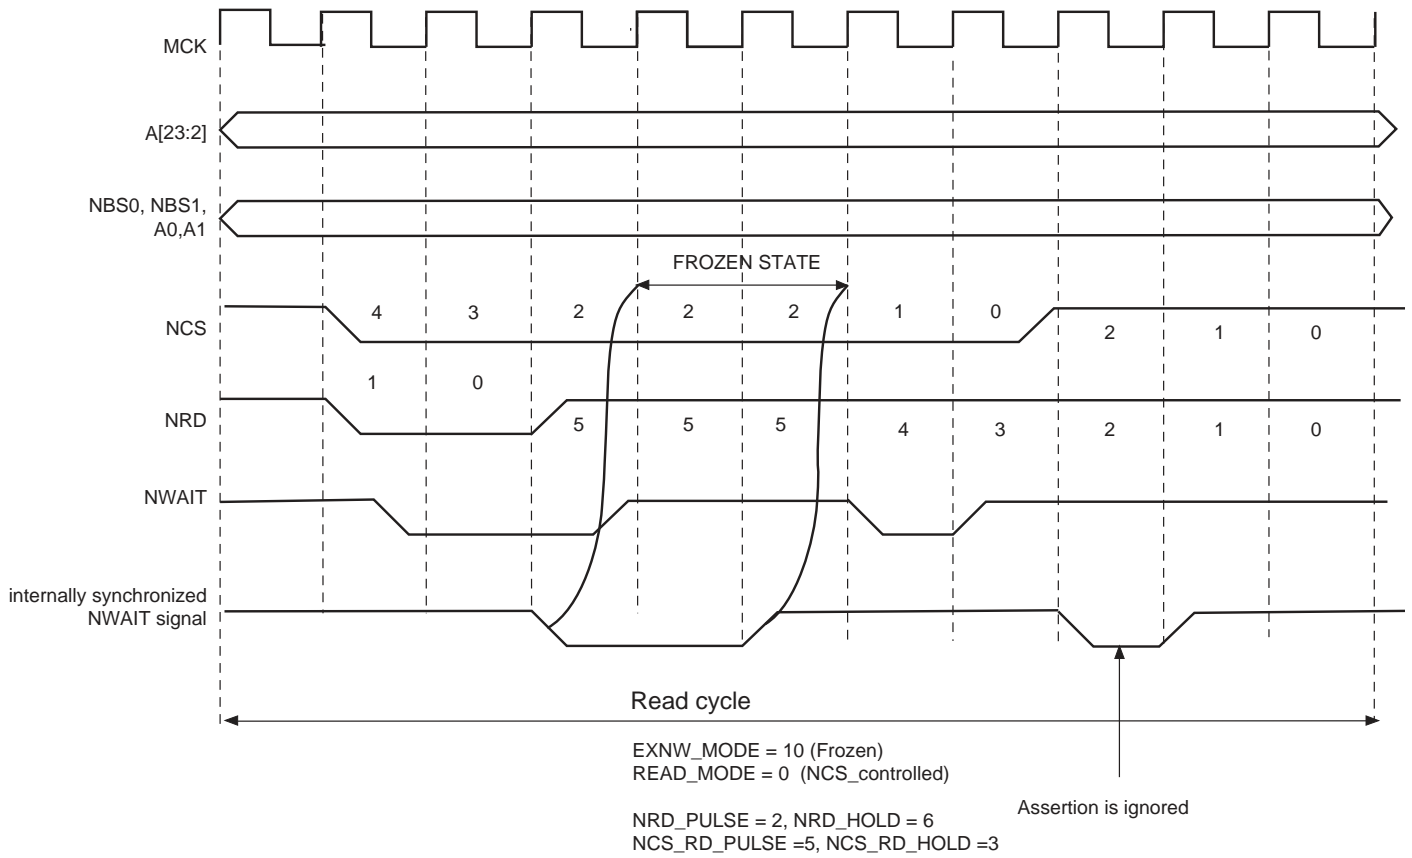 MCK
A[23:2]
NBS0, NBS1,
A0,A1
FROZEN STATE
4 3 2 2 2 1 0
NCS
2 1 0
1 0
NRD
5 5 5 4 3 2 1 0
NWAIT
internally synchronized
NWAIT signal
Read cycle
EXNW_MODE = 10 (Frozen)
READ_MODE = 0 (NCS_controlled)
Assertion is ignored
NRD_PULSE = 2, NRD_HOLD = 6
NCS_RD_PULSE =5, NCS_RD_HOLD =3